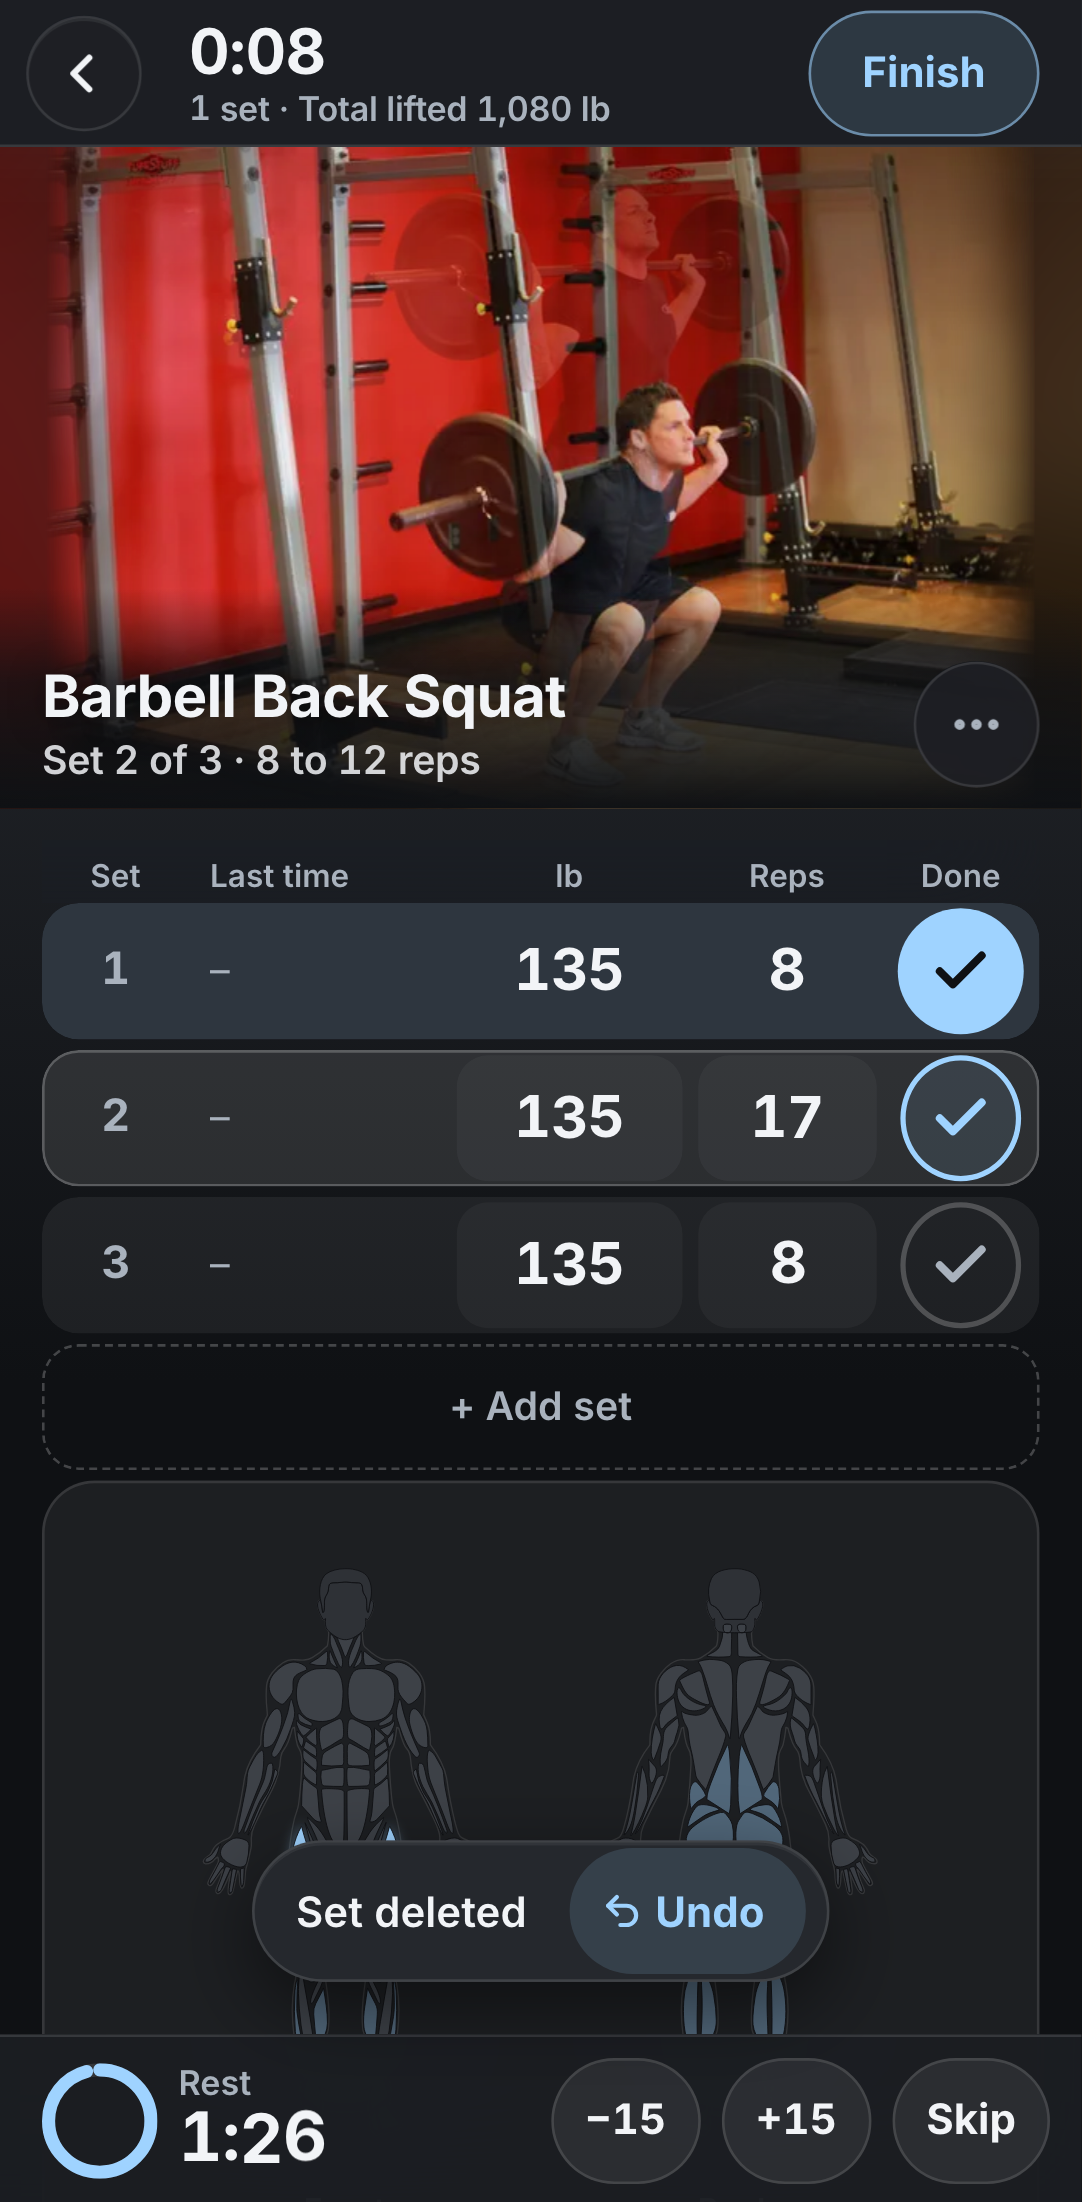 0:08
1 set · Total lifted 1,080 lb
Finish
Barbell Back Squat
Set 2 of 3 · 8 to 12 reps
Set Last time lb Reps Done
1 – 135 8
2 – 135 17
3 – 135 8
+ Add set
Set deleted Undo
Rest
1:26
−15 +15 Skip